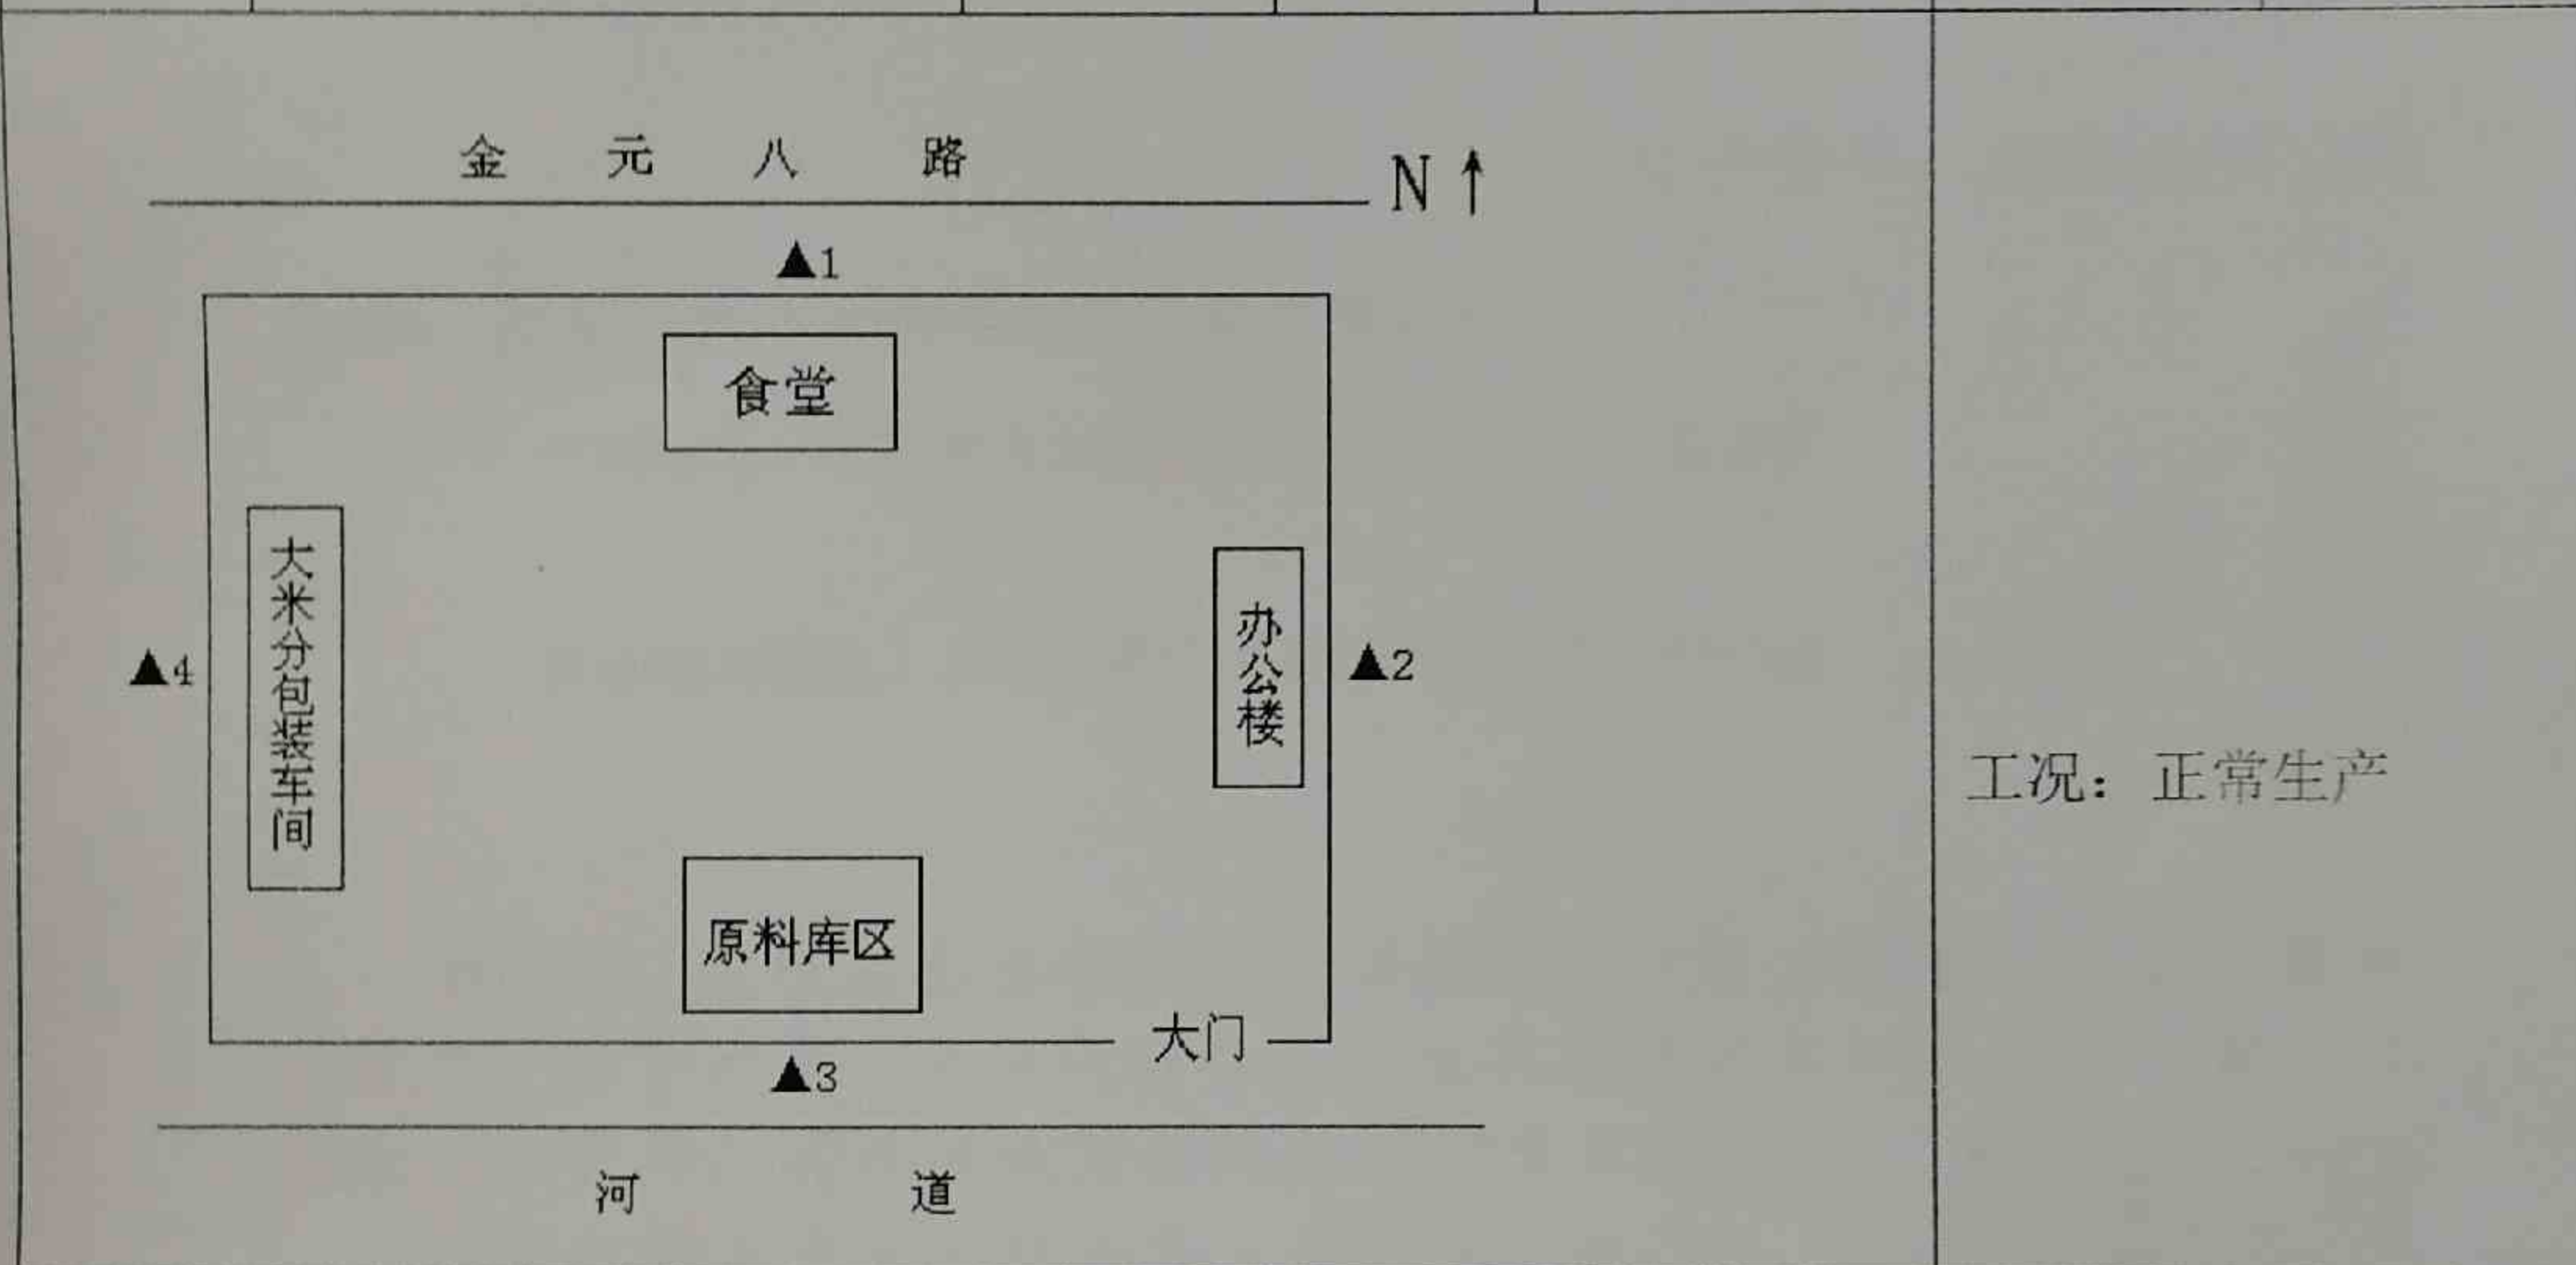 金元八路
N↑
▲1
食堂
大米分包装车间
办公楼
▲4
▲2
工况：正常生产
原料库区
大门
▲3
河道